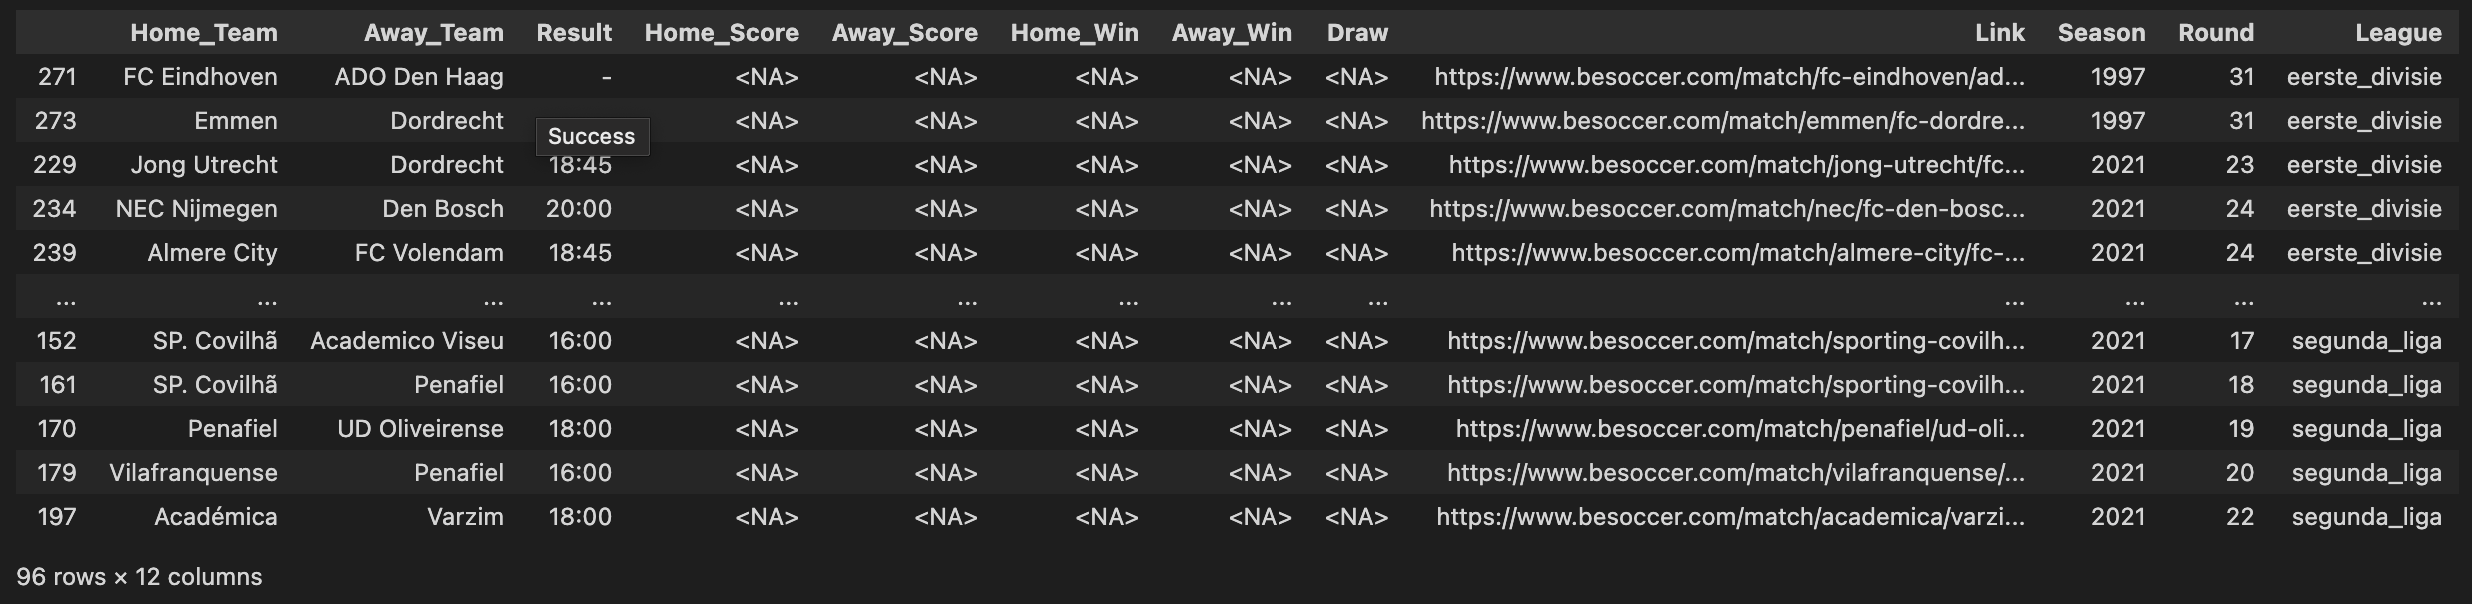 Home_Team Away_Team Result Home_Score Away_Score Home_Win Away_Win Draw Link Season Round League
271 FC Eindhoven ADO Den Haag - <NA> <NA> <NA> <NA> <NA> https://www.besoccer.com/match/fc-eindhoven/ad... 1997 31 eerste_divisie
273 Emmen Dordrecht <NA> <NA> <NA> <NA> <NA> https://www.besoccer.com/match/emmen/fc-dordre... 1997 31 eerste_divisie
Success
229 Jong Utrecht Dordrecht 18:45 <NA> <NA> <NA> <NA> <NA> https://www.besoccer.com/match/jong-utrecht/fc... 2021 23 eerste_divisie
234 NEC Nijmegen Den Bosch 20:00 <NA> <NA> <NA> <NA> <NA> https://www.besoccer.com/match/nec/fc-den-bosc... 2021 24 eerste_divisie
239 Almere City FC Volendam 18:45 <NA> <NA> <NA> <NA> <NA> https://www.besoccer.com/match/almere-city/fc-... 2021 24 eerste_divisie
... ... ... ... ... ... ... ... ... ... ... ... ...
152 SP. Covilhã Academico Viseu 16:00 <NA> <NA> <NA> <NA> <NA> https://www.besoccer.com/match/sporting-covilh... 2021 17 segunda_liga
161 SP. Covilhã Penafiel 16:00 <NA> <NA> <NA> <NA> <NA> https://www.besoccer.com/match/sporting-covilh... 2021 18 segunda_liga
170 Penafiel UD Oliveirense 18:00 <NA> <NA> <NA> <NA> <NA> https://www.besoccer.com/match/penafiel/ud-oli... 2021 19 segunda_liga
179 Vilafranquense Penafiel 16:00 <NA> <NA> <NA> <NA> <NA> https://www.besoccer.com/match/vilafranquense/... 2021 20 segunda_liga
197 Académica Varzim 18:00 <NA> <NA> <NA> <NA> <NA> https://www.besoccer.com/match/academica/varzi... 2021 22 segunda_liga
96 rows × 12 columns